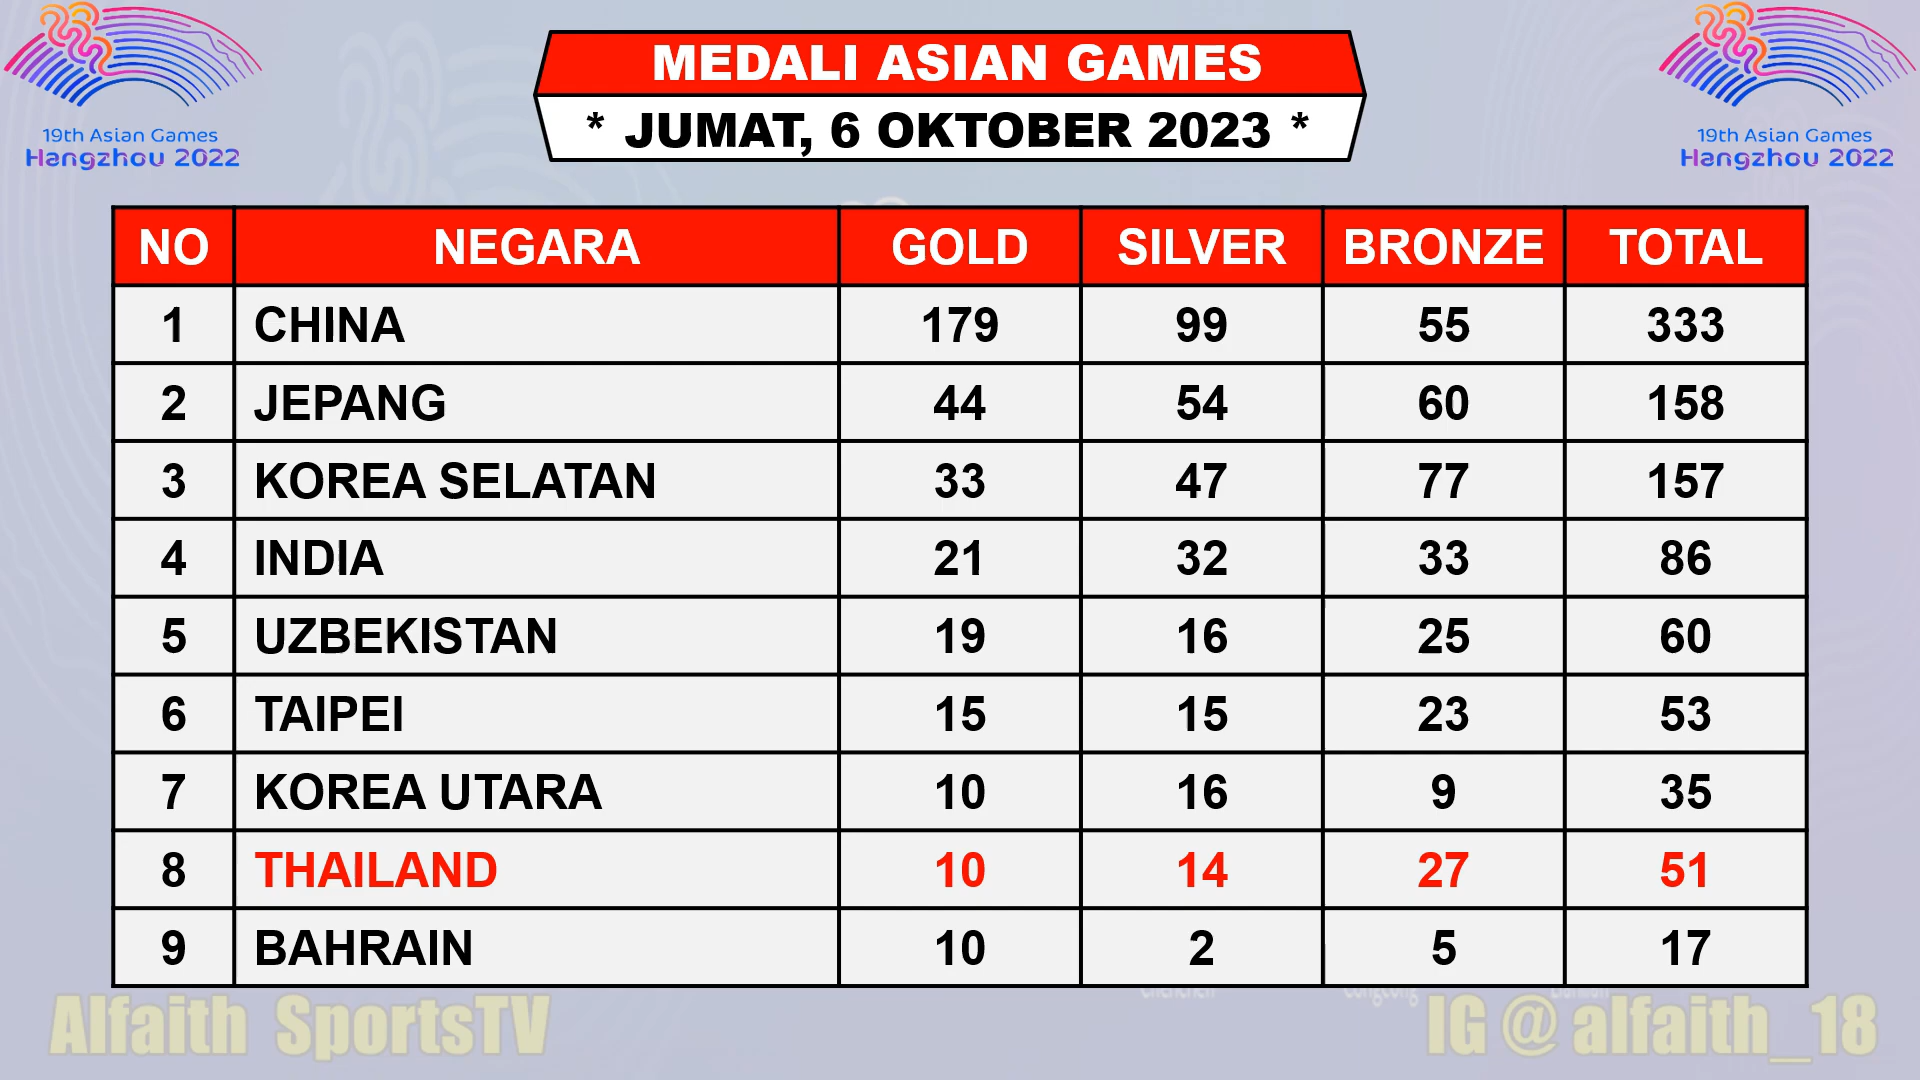 19th Asian Games
Hangzhou 2022
MEDALI ASIAN GAMES
* JUMAT, 6 OKTOBER 2023 *
19th Asian Games
Hangzhou 2022
NO NEGARA GOLD SILVER BRONZE TOTAL
1 CHINA 179 99 55 333
2 JEPANG 44 54 60 158
3 KOREA SELATAN 33 47 77 157
4 INDIA 21 32 33 86
5 UZBEKISTAN 19 16 25 60
6 TAIPEI 15 15 23 53
7 KOREA UTARA 10 16 9 35
8 THAILAND 10 14 27 51
9 BAHRAIN 10 2 5 17
Alfaith SportsTV
IG @ alfaith_18